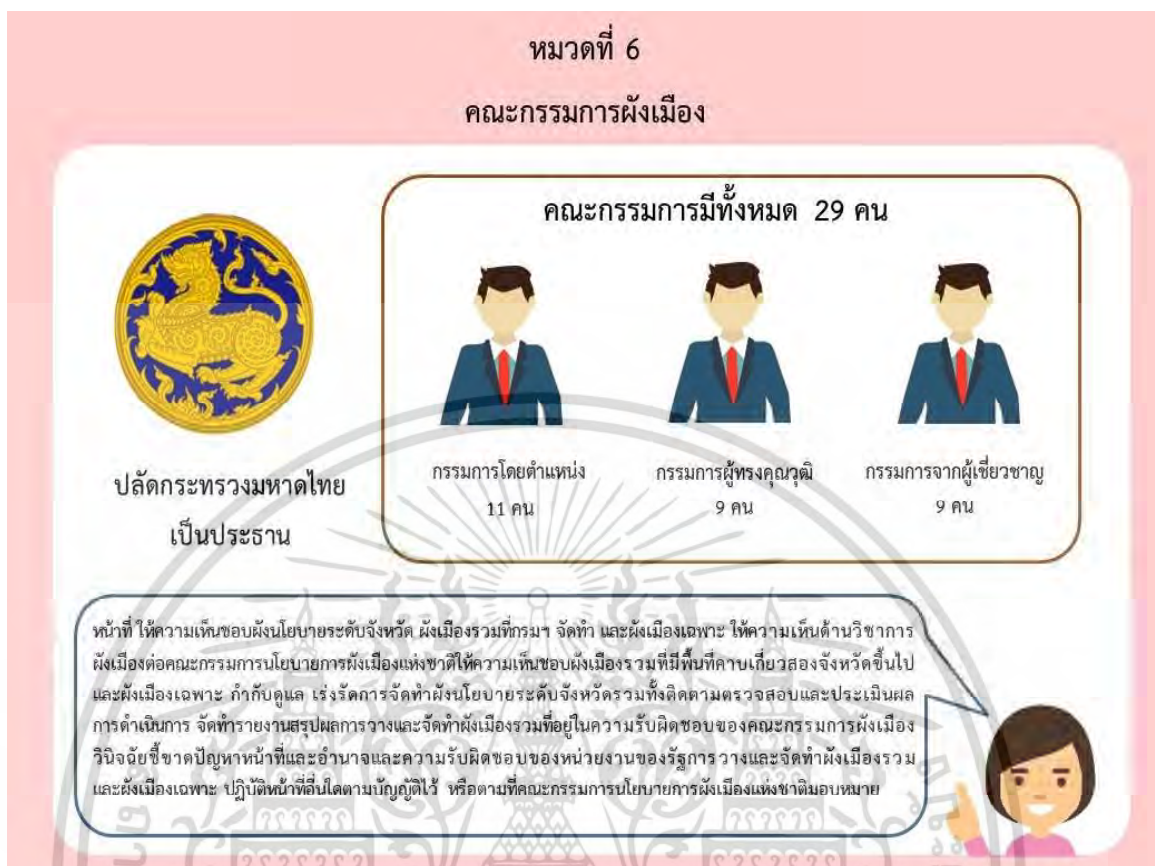 หมวดที่ 6
คณะกรรมการผังเมือง
คณะกรรมการมีทั้งหมด 29 คน
ปลัดกระทรวงมหาดไทย
เป็นประธาน
กรรมการโดยตำแหน่ง
11 คน
กรรมการผู้ทรงคุณวุฒิ
9 คน
กรรมการจากผู้เชี่ยวชาญ
9 คน
หน้าที่ ให้ความเห็นชอบผังนโยบายระดับจังหวัด ผังเมืองรวมที่กรมฯ จัดทำ และผังเมืองเฉพาะ ให้ความเห็นด้านวิชาการ
ผังเมืองต่อคณะกรรมการนโยบายการผังเมืองแห่งชาติให้ความเห็นชอบผังเมืองรวมที่มีพื้นที่คาบเกี่ยวสองจังหวัดขึ้นไป
และผังเมืองเฉพาะ กำกับดูแล เร่งรัดการจัดทำผังนโยบายระดับจังหวัดรวมทั้งติดตามตรวจสอบและประเมินผล
การดำเนินการ จัดทำรายงานสรุปผลการวางและจัดทำผังเมืองรวมที่อยู่ในความรับผิดชอบของคณะกรรมการผังเมือง
วินิจฉัยชี้ขาดปัญหาหน้าที่และอำนาจและความรับผิดชอบของหน่วยงานของรัฐการวางและจัดทำผังเมืองรวม
และผังเมืองเฉพาะ ปฏิบัติหน้าที่อื่นใดตามบัญญัติไว้ หรือตามที่คณะกรรมการนโยบายการผังเมืองแห่งชาติมอบหมาย